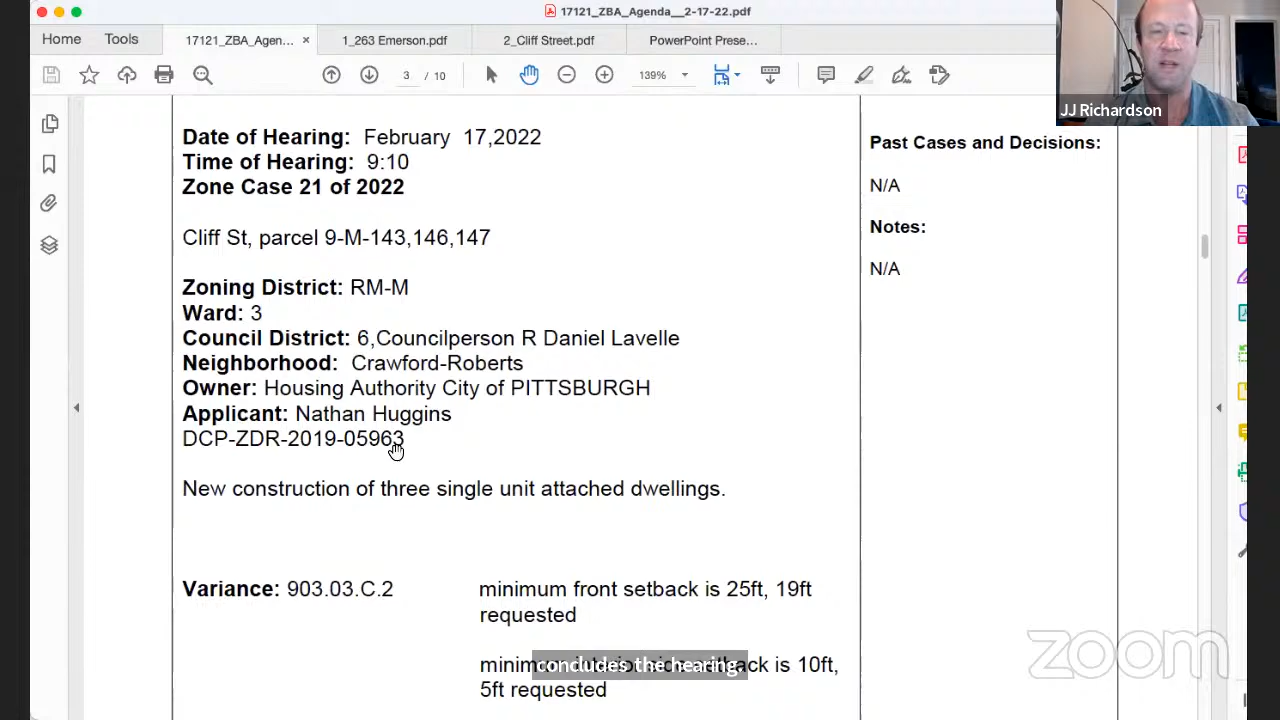 17121_ZBA_Agenda__2-17-22.pdf
Home
Tools
17121_ZBA_Agen...
1_263 Emerson.pdf
2_Cliff Street.pdf
PowerPoint Prese...
3 / 10
139%
JJ Richardson
Date of Hearing: February 17,2022
Time of Hearing: 9:10
Zone Case 21 of 2022
Cliff St, parcel 9-M-143,146,147
Zoning District: RM-M
Ward: 3
Council District: 6,Councilperson R Daniel Lavelle
Neighborhood: Crawford-Roberts
Owner: Housing Authority City of PITTSBURGH
Applicant: Nathan Huggins
DCP-ZDR-2019-05963
New construction of three single unit attached dwellings.
Variance: 903.03.C.2
minimum front setback is 25ft, 19ft
requested
is 10ft,
5ft requested
Past Cases and Decisions:
N/A
Notes:
N/A
concludes the hearing.
zoom